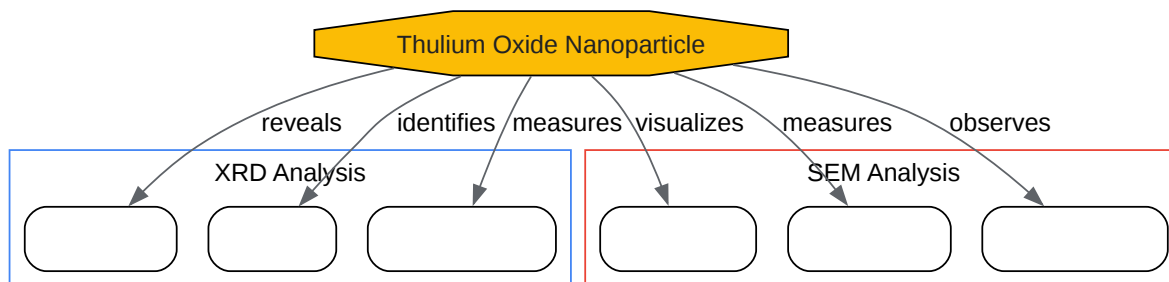 Thulium Oxide Nanoparticle
reveals
identifies
measures
visualizes
measures
observes
XRD Analysis
SEM Analysis